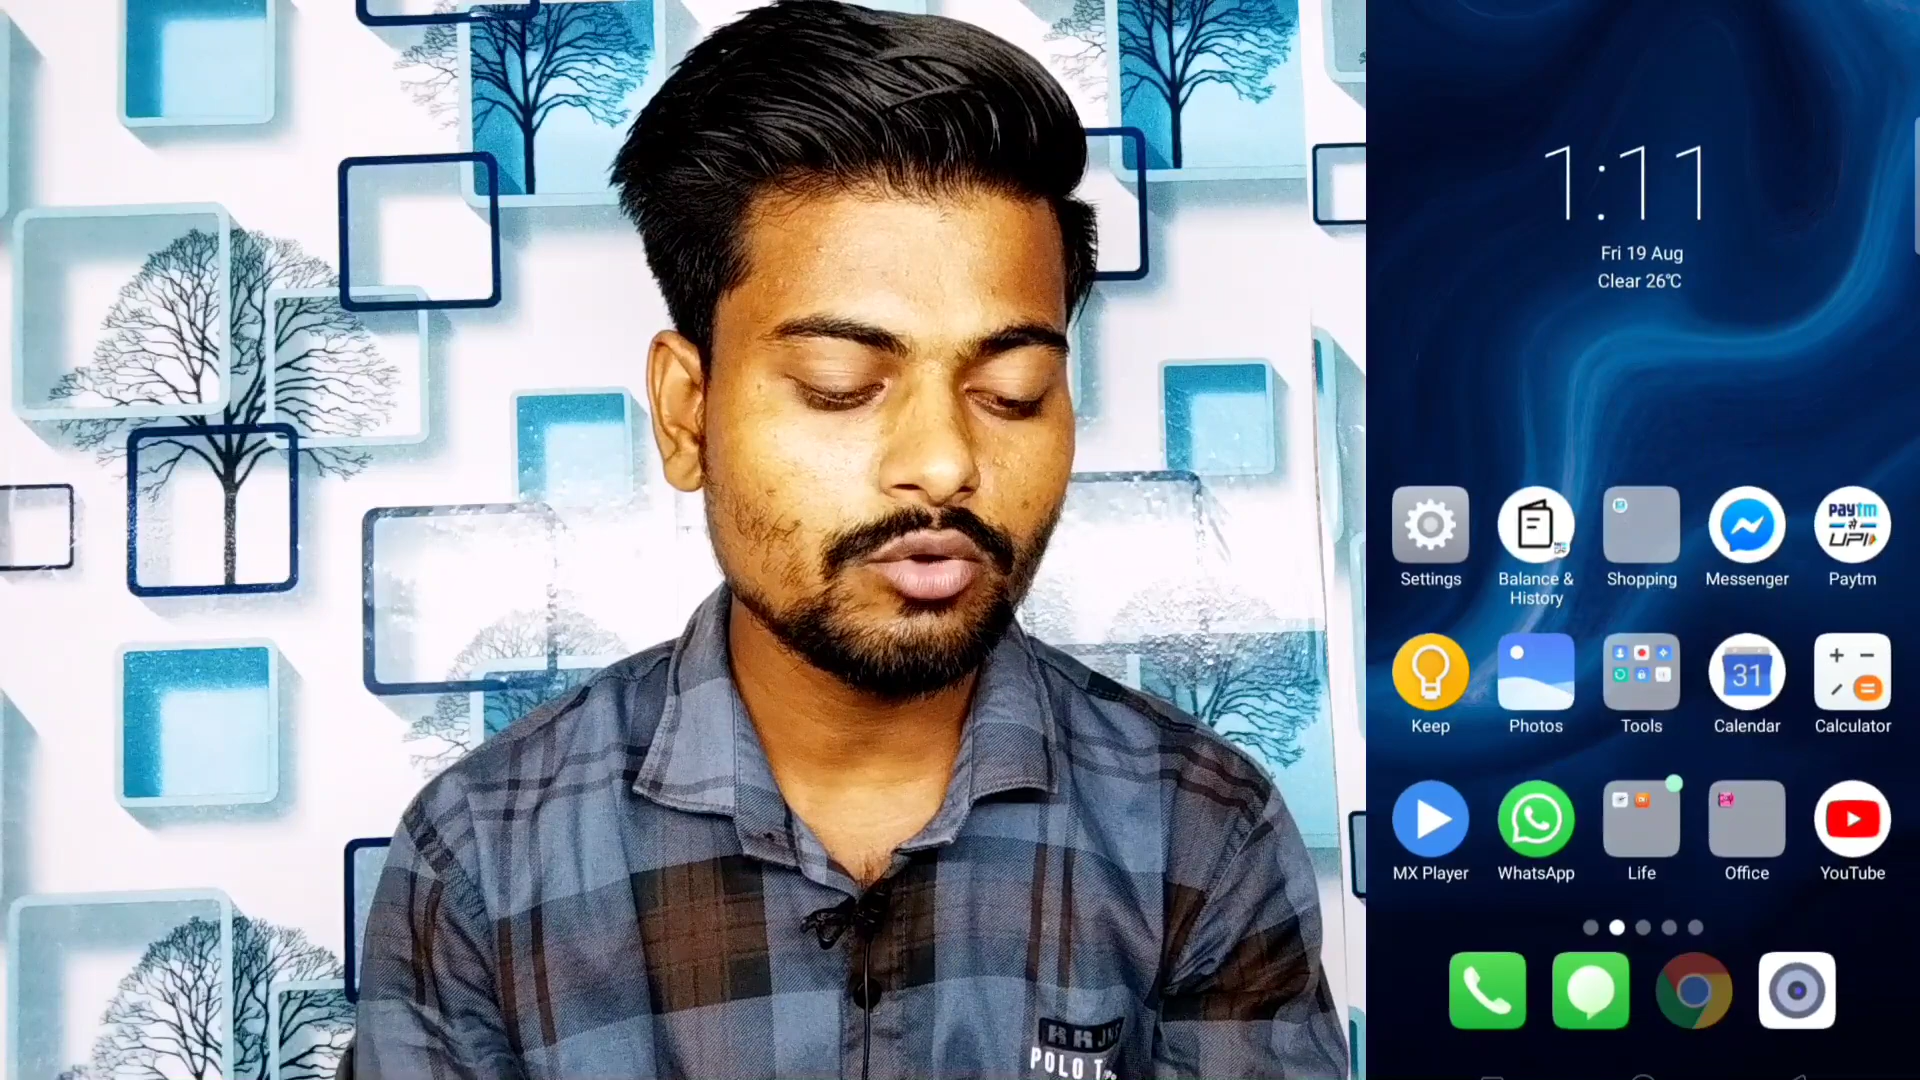 1:11
Fri 19 Aug
Clear 26℃
Paytm
से
UPI
Settings
Balance &
History
Shopping
Messenger
Paytm
31
Keep
Photos
Tools
Calendar
Calculator
MX Player
WhatsApp
Life
Office
YouTube
POLO